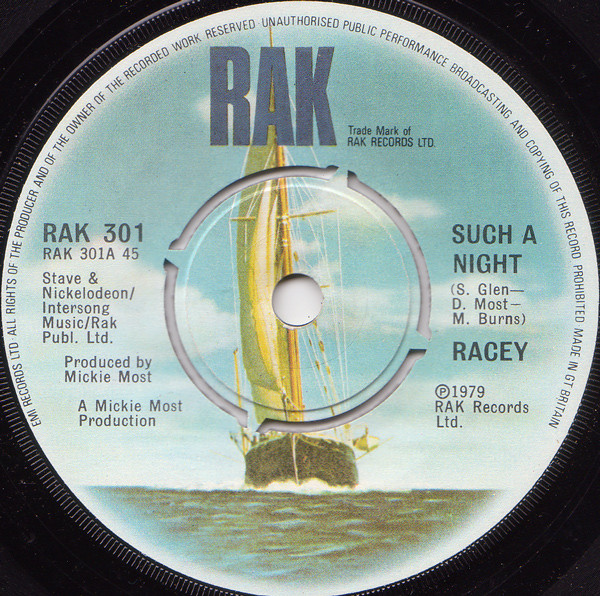 EMI RECORDS LTD · ALL RIGHTS OF THE PRODUCER AND OF THE OWNER OF THE RECORDED WORK RESERVED · UNAUTHORISED PUBLIC PERFORMANCE BROADCASTING AND COPYING OF THIS RECORD PROHIBITED MADE IN GT BRITAIN
RAK
Trade Mark of
RAK RECORDS LTD.
RAK 301
RAK 301A 45
Stave &
Nickelodeon/
Intersong
Music/Rak
Publ. Ltd.
Produced by
Mickie Most
A Mickie Most
Production
SUCH A
NIGHT
(S. Glen—
D. Most—
M. Burns)
RACEY
℗1979
RAK Records
Ltd.